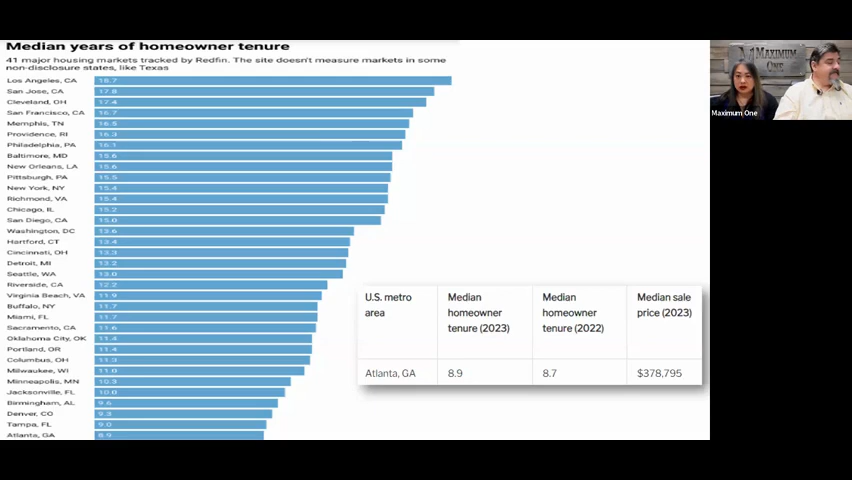 Median years of homeowner tenure
41 major housing markets tracked by Redfin. The site doesn't measure markets in some
non-disclosure states, like Texas
Los Angeles, CA 18.7
San Jose, CA 17.8
Cleveland, OH 17.4
San Francisco, CA 16.7
Memphis, TN 16.5
Providence, RI 16.3
Philadelphia, PA 16.1
Baltimore, MD 15.6
New Orleans, LA 15.6
Pittsburgh, PA 15.5
New York, NY 15.4
Richmond, VA 15.4
Chicago, IL 15.2
San Diego, CA 15.0
Washington, DC 13.6
Hartford, CT 13.4
Cincinnati, OH 13.3
Detroit, MI 13.2
Seattle, WA 13.0
Riverside, CA 12.2
Virginia Beach, VA 11.9
Buffalo, NY 11.7
Miami, FL 11.7
Sacramento, CA 11.6
Oklahoma City, OK 11.4
Portland, OR 11.4
Columbus, OH 11.3
Milwaukee, WI 11.0
Minneapolis, MN 10.3
Jacksonville, FL 10.0
Birmingham, AL 9.6
Denver, CO 9.3
Tampa, FL 9.0
Atlanta, GA 8.9
U.S. metro area
Median homeowner tenure (2023)
Median homeowner tenure (2022)
Median sale price (2023)
Atlanta, GA 8.9 8.7 $378,795
MAXIMUM
ONE
Maximum One